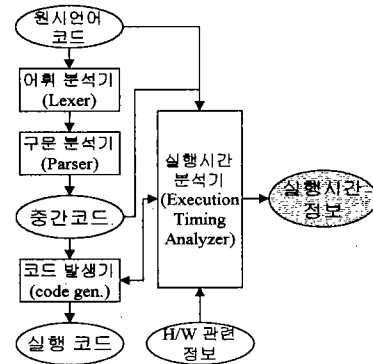 원시언어
코드
어휘 분석기
(Lexer)
구문 분석기
(Parser)
중간코드
코드 발생기
(code gen.)
실행 코드
실행시간
분석기
(Execution
Timing
Analyzer)
실행시간
정보
H/W 관련
정보